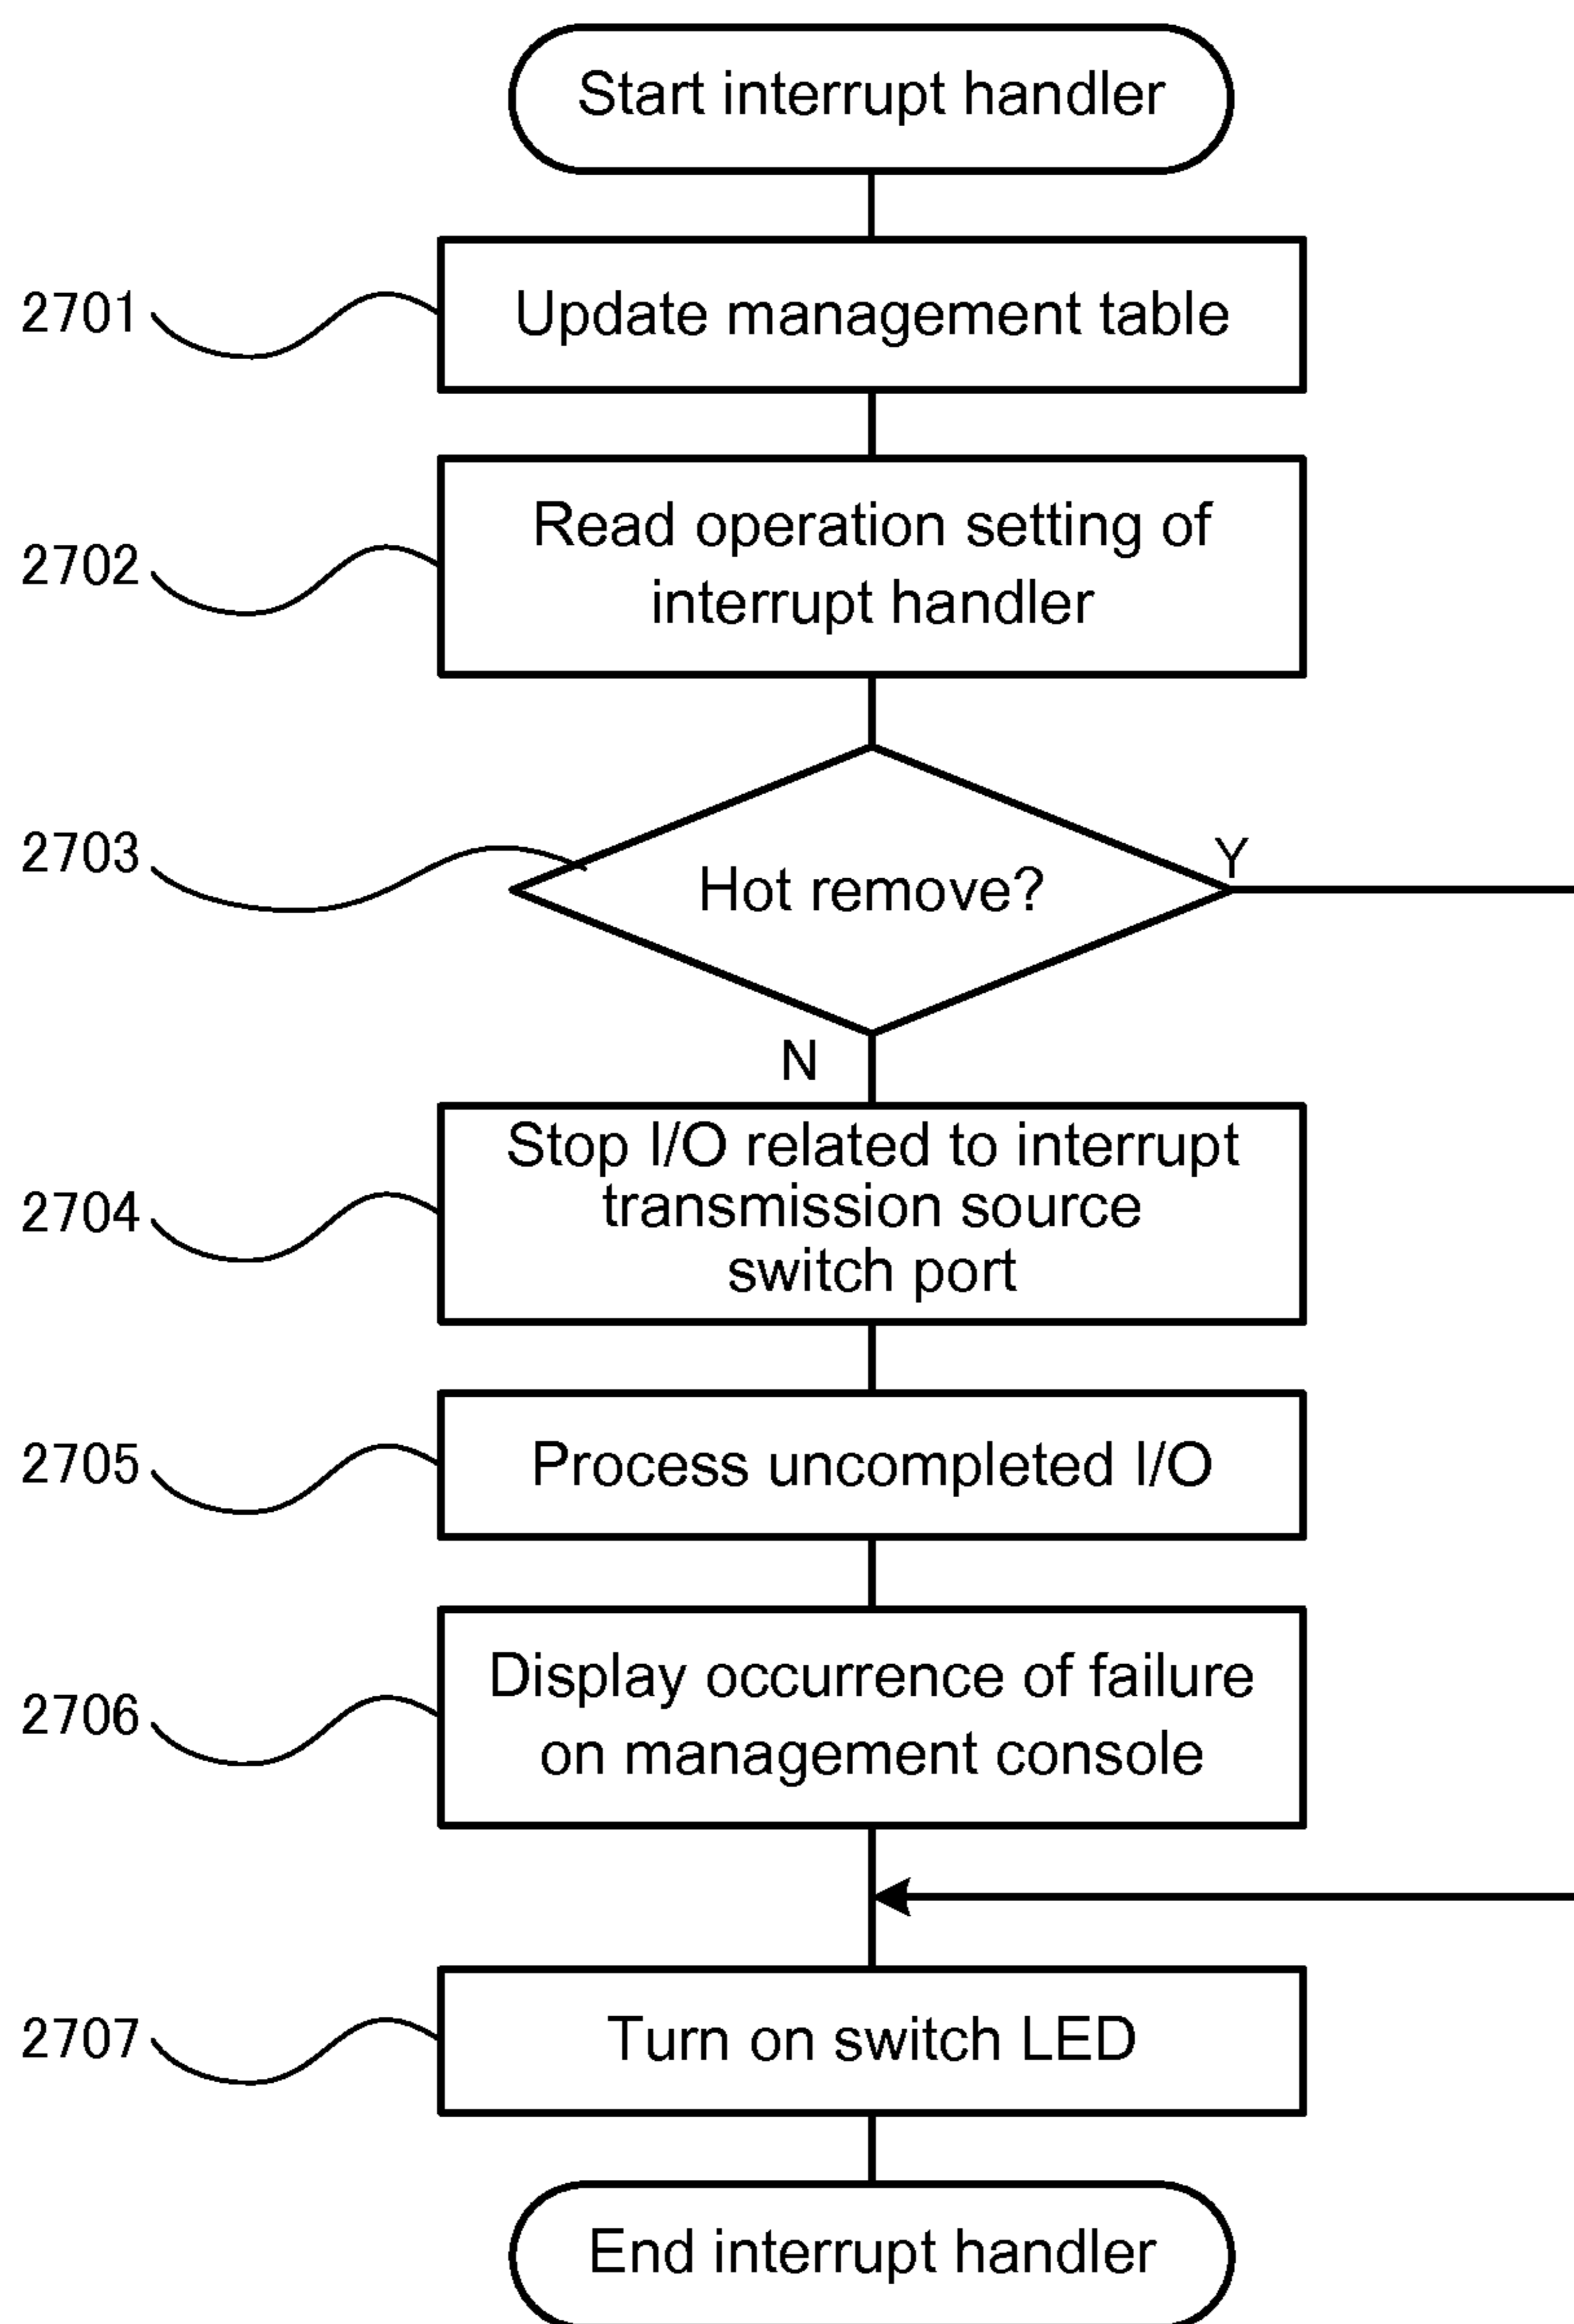 Start interrupt handler
2701
Update management table
2702
Read operation setting of
interrupt handler
2703
Hot remove?
Y
N
2704
Stop I/O related to interrupt
transmission source
switch port
2705
Process uncompleted I/O
2706
Display occurrence of failure
on management console
2707
Turn on switch LED
End interrupt handler